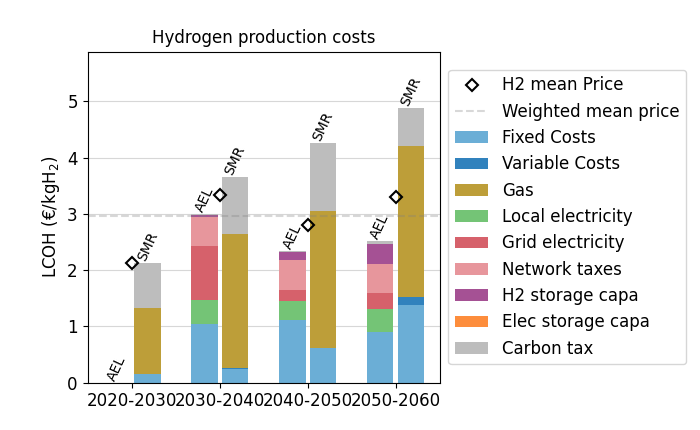 Hydrogen production costs
LCOH (€/kgH₂)
5
4
3
2
1
0
AEL
SMR
AEL
SMR
AEL
SMR
AEL
SMR
2020-2030
2030-2040
2040-2050
2050-2060
H2 mean Price
Weighted mean price
Fixed Costs
Variable Costs
Gas
Local electricity
Grid electricity
Network taxes
H2 storage capa
Elec storage capa
Carbon tax